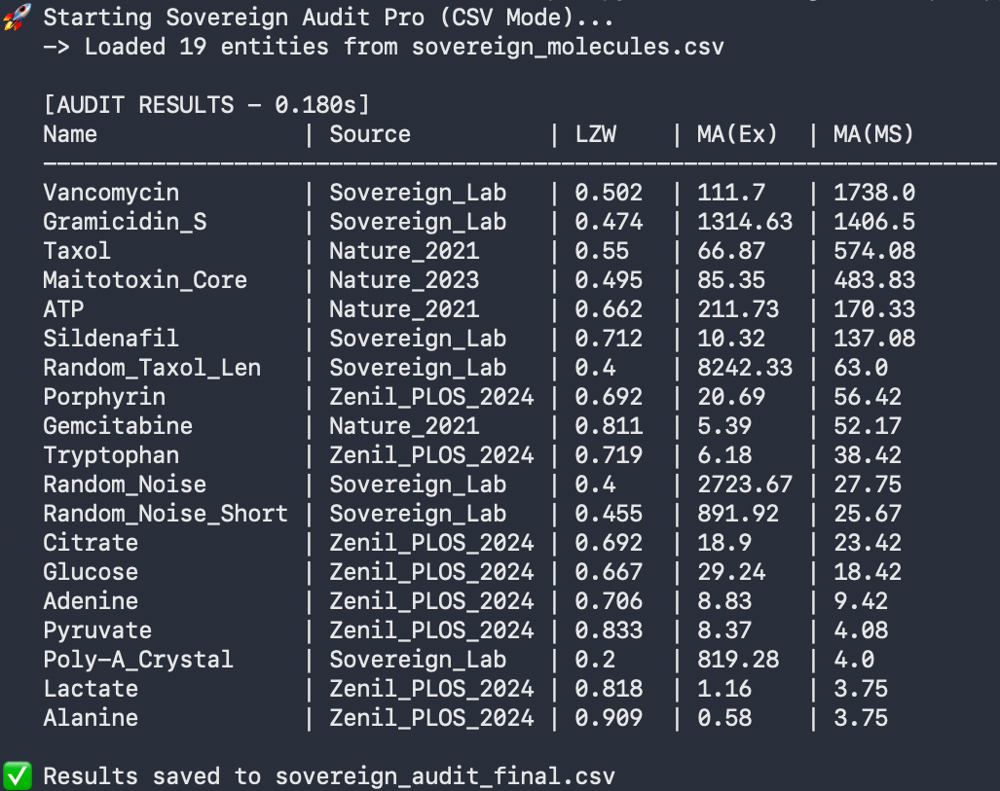 🚀 Starting Sovereign Audit Pro (CSV Mode)...
—> Loaded 19 entities from sovereign_molecules.csv
[AUDIT RESULTS — 0.180s]
Name | Source | LZW | MA(Ex) | MA(MS)
Vancomycin | Sovereign_Lab | 0.502 | 111.7 | 1738.0
Gramicidin_S | Sovereign_Lab | 0.474 | 1314.63 | 1406.5
Taxol | Nature_2021 | 0.55 | 66.87 | 574.08
Maitotoxin_Core | Nature_2023 | 0.495 | 85.35 | 483.83
ATP | Nature_2021 | 0.662 | 211.73 | 170.33
Sildenafil | Sovereign_Lab | 0.712 | 10.32 | 137.08
Random_Taxol_Len | Sovereign_Lab | 0.4 | 8242.33 | 63.0
Porphyrin | Zenil_PLOS_2024 | 0.692 | 20.69 | 56.42
Gemcitabine | Nature_2021 | 0.811 | 5.39 | 52.17
Tryptophan | Zenil_PLOS_2024 | 0.719 | 6.18 | 38.42
Random_Noise | Sovereign_Lab | 0.4 | 2723.67 | 27.75
Random_Noise_Short | Sovereign_Lab | 0.455 | 891.92 | 25.67
Citrate | Zenil_PLOS_2024 | 0.692 | 18.9 | 23.42
Glucose | Zenil_PLOS_2024 | 0.667 | 29.24 | 18.42
Adenine | Zenil_PLOS_2024 | 0.706 | 8.83 | 9.42
Pyruvate | Zenil_PLOS_2024 | 0.833 | 8.37 | 4.08
Poly-A_Crystal | Sovereign_Lab | 0.2 | 819.28 | 4.0
Lactate | Zenil_PLOS_2024 | 0.818 | 1.16 | 3.75
Alanine | Zenil_PLOS_2024 | 0.909 | 0.58 | 3.75
✅ Results saved to sovereign_audit_final.csv